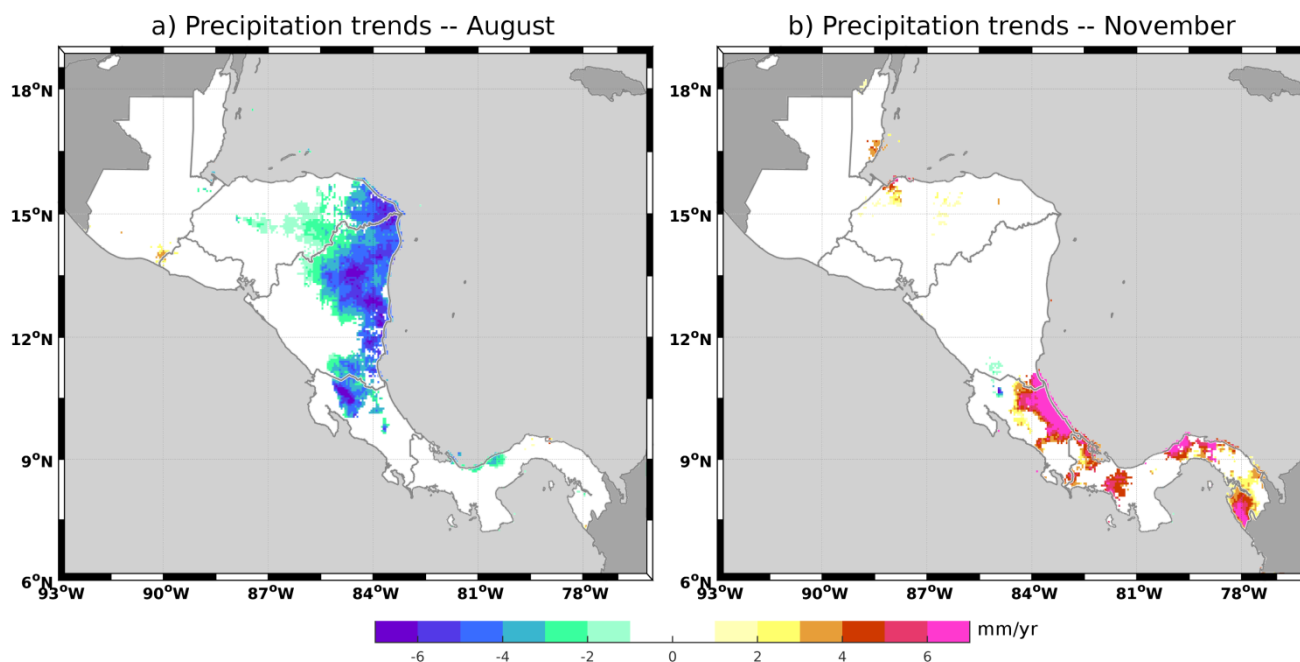 a) Precipitation trends -- August
b) Precipitation trends -- November
18°N
15°N
12°N
9°N
6°N
93°W 90°W 87°W 84°W 81°W 78°W
18°N
15°N
12°N
9°N
6°N
93°W 90°W 87°W 84°W 81°W 78°W
-6 -4 -2 0 2 4 6 mm/yr